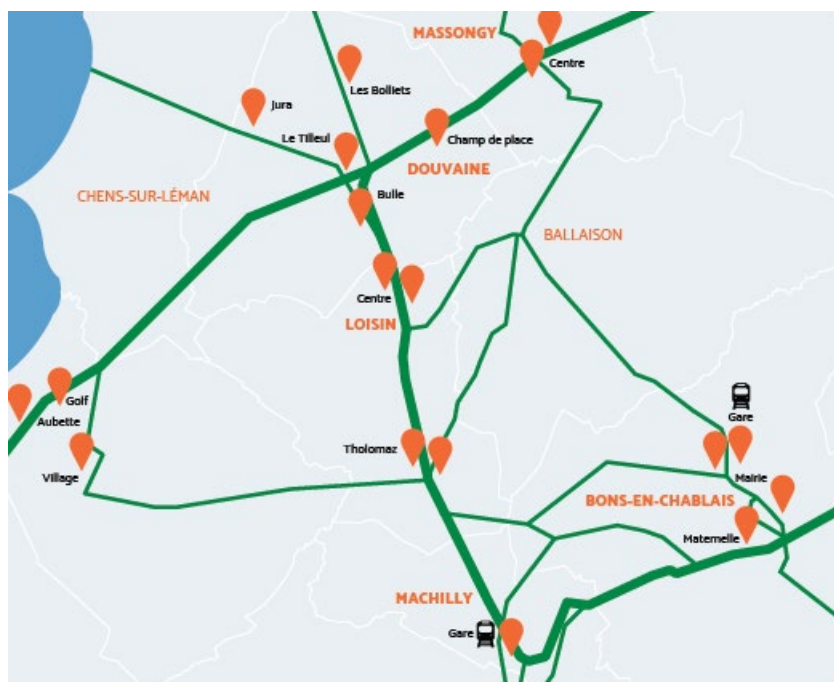 MASSONGY
Centre
Les Bolliets
Jura
Le Tilleul
Champ de place
DOUVAINE
CHENS-SUR-LÉMAN
Bulle
BALLAISON
Centre
LOISIN
Golf
Aubette
Gare
Tholomaz
Village
Mairie
BONS-EN-CHABLAIS
Maternelle
MACHILLY
Gare